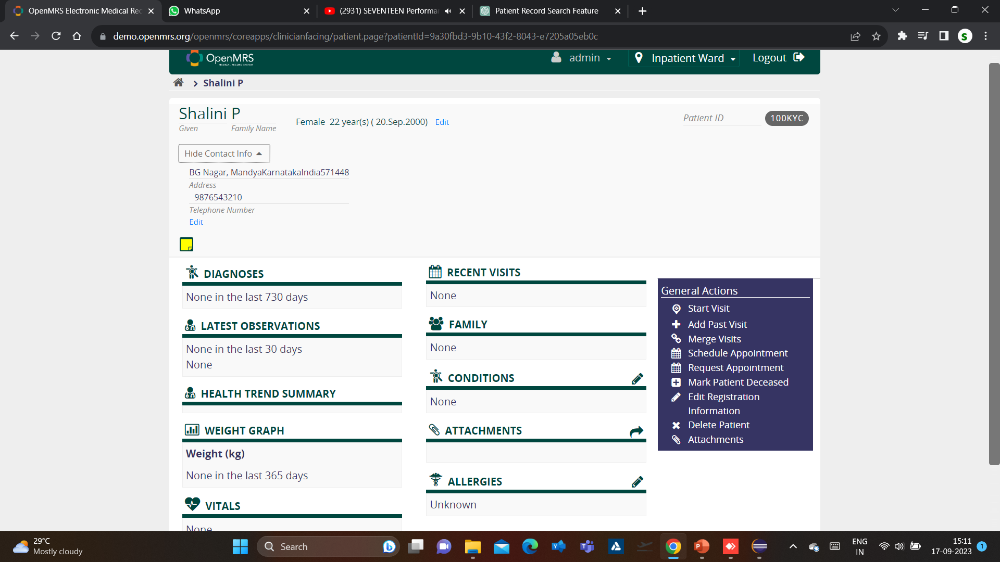 OpenMRS Electronic Medical Rec
WhatsApp
(2931) SEVENTEEN Performa
Patient Record Search Feature
demo.openmrs.org/openmrs/coreapps/clinicianfacing/patient.page?patientId=9a30fbd3-9b10-43f2-8043-e7205a05eb0c
S
OpenMRS
MEDICAL RECORD SYSTEM
admin
Inpatient Ward
Logout
Shalini P
Shalini P
Given Family Name
Female 22 year(s) ( 20.Sep.2000) Edit
Patient ID 100KYC
Hide Contact Info
BG Nagar, MandyaKarnatakaIndia571448
Address
9876543210
Telephone Number
Edit
DIAGNOSES
None in the last 730 days
LATEST OBSERVATIONS
None in the last 30 days
None
HEALTH TREND SUMMARY
WEIGHT GRAPH
Weight (kg)
None in the last 365 days
VITALS
None
RECENT VISITS
None
FAMILY
None
CONDITIONS
None
ATTACHMENTS
ALLERGIES
Unknown
General Actions
Start Visit
Add Past Visit
Merge Visits
Schedule Appointment
Request Appointment
Mark Patient Deceased
Edit Registration
Information
Delete Patient
Attachments
29°C
Mostly cloudy
Search
ENG
IN
15:11
17-09-2023
1